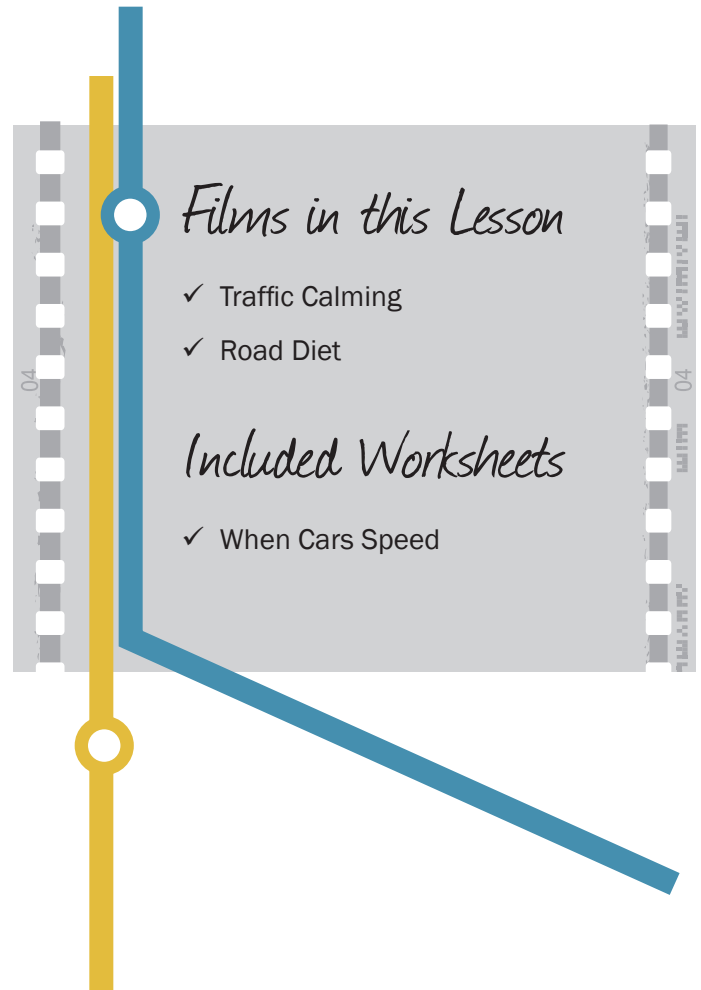 Films in this Lesson
✓ Traffic Calming
✓ Road Diet
04
04
Included Worksheets
✓ When Cars Speed